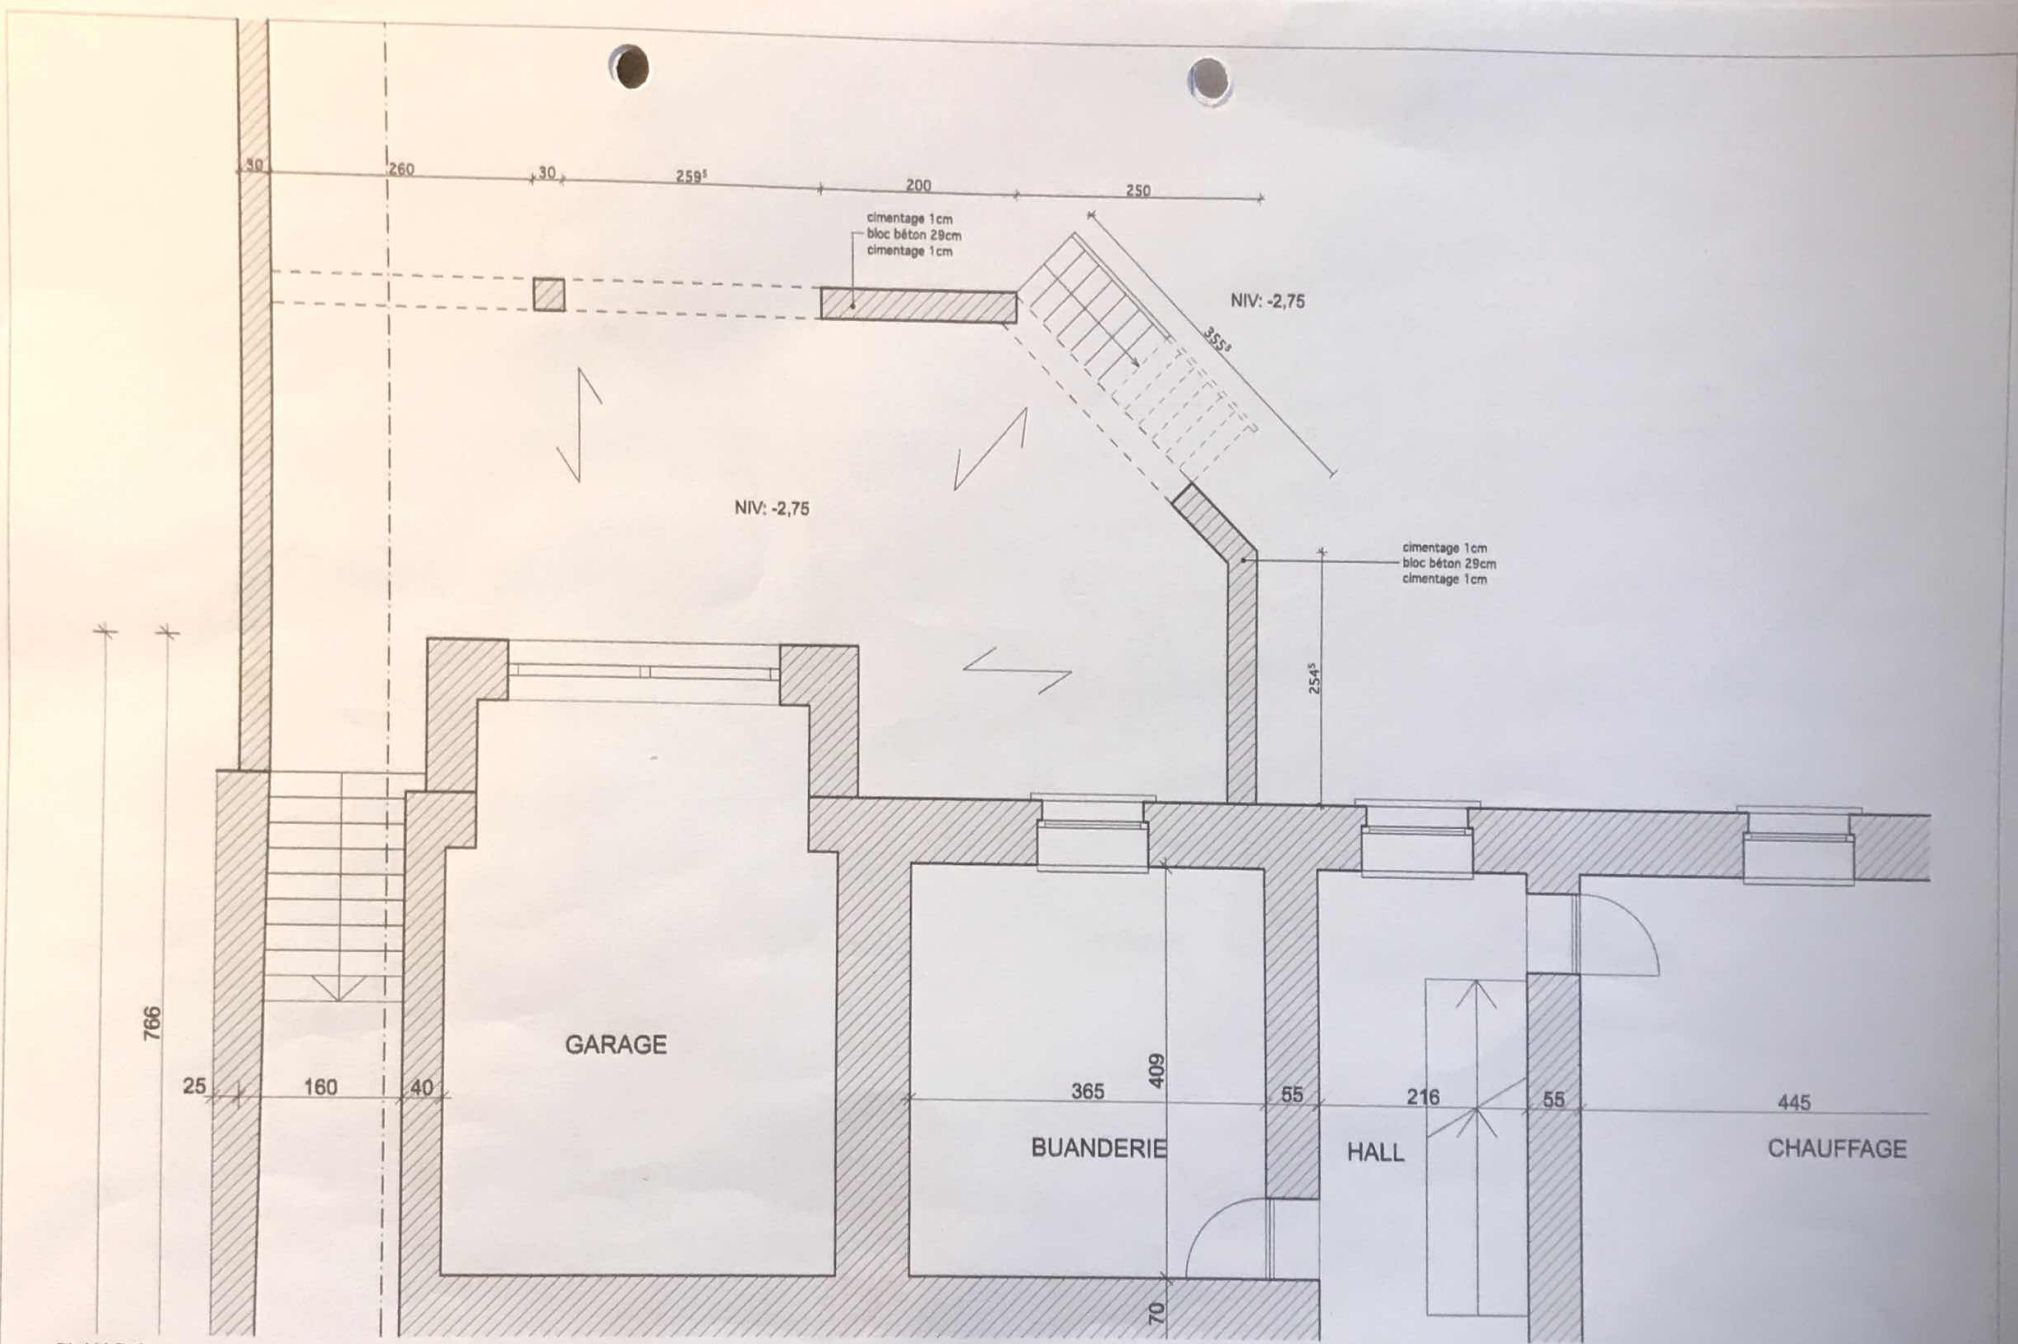 30 260 30 259⁵ 200 250
cimentage 1cm
bloc béton 29cm
cimentage 1cm
NIV: -2,75
355³
NIV: -2,75
cimentage 1cm
bloc béton 29cm
cimentage 1cm
254⁵
766
GARAGE
409
25 160 40 365 55 216 55 445
BUANDERIE HALL CHAUFFAGE
70